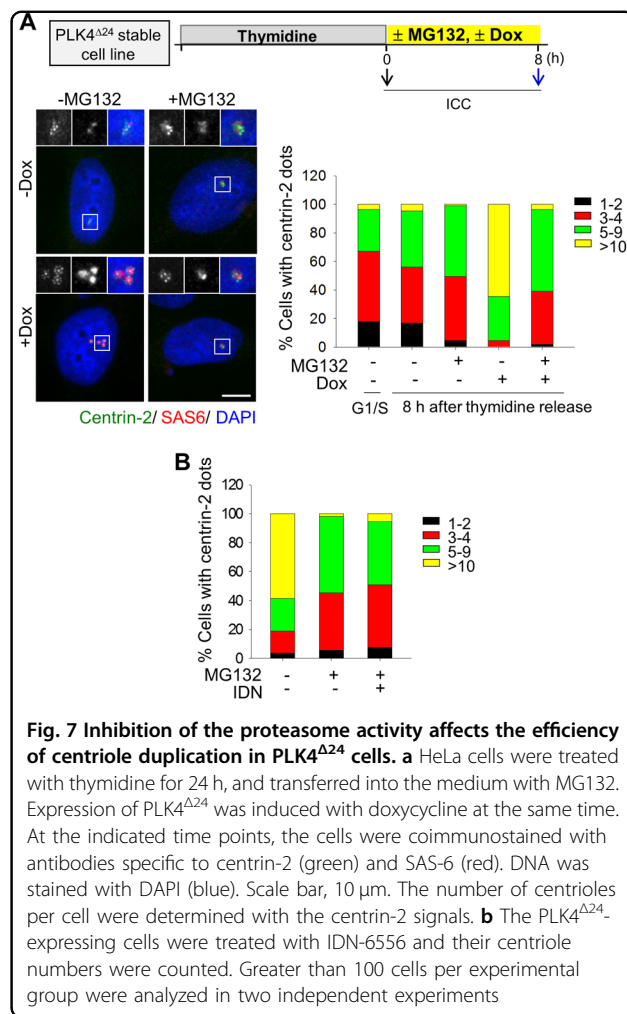 A
PLK4Δ24 stable
cell line
Thymidine
± MG132, ± Dox
0
8 (h)
ICC
-MG132
+MG132
-Dox
+Dox
Centrin-2/ SAS6/ DAPI
% Cells with centrin-2 dots
120
100
80
60
40
20
0
1-2
3-4
5-9
>10
MG132 - - + - +
Dox - - - + +
G1/S
8 h after thymidine release
B
% Cells with centrin-2 dots
120
100
80
60
40
20
0
1-2
3-4
5-9
>10
MG132 - + +
IDN - - +
Fig. 7 Inhibition of the proteasome activity affects the efficiency
of centriole duplication in PLK4Δ24 cells. a HeLa cells were treated
with thymidine for 24 h, and transferred into the medium with MG132.
Expression of PLK4Δ24 was induced with doxycycline at the same time.
At the indicated time points, the cells were coimmunostained with
antibodies specific to centrin-2 (green) and SAS-6 (red). DNA was
stained with DAPI (blue). Scale bar, 10 μm. The number of centrioles
per cell were determined with the centrin-2 signals. b The PLK4Δ24-
expressing cells were treated with IDN-6556 and their centriole
numbers were counted. Greater than 100 cells per experimental
group were analyzed in two independent experiments